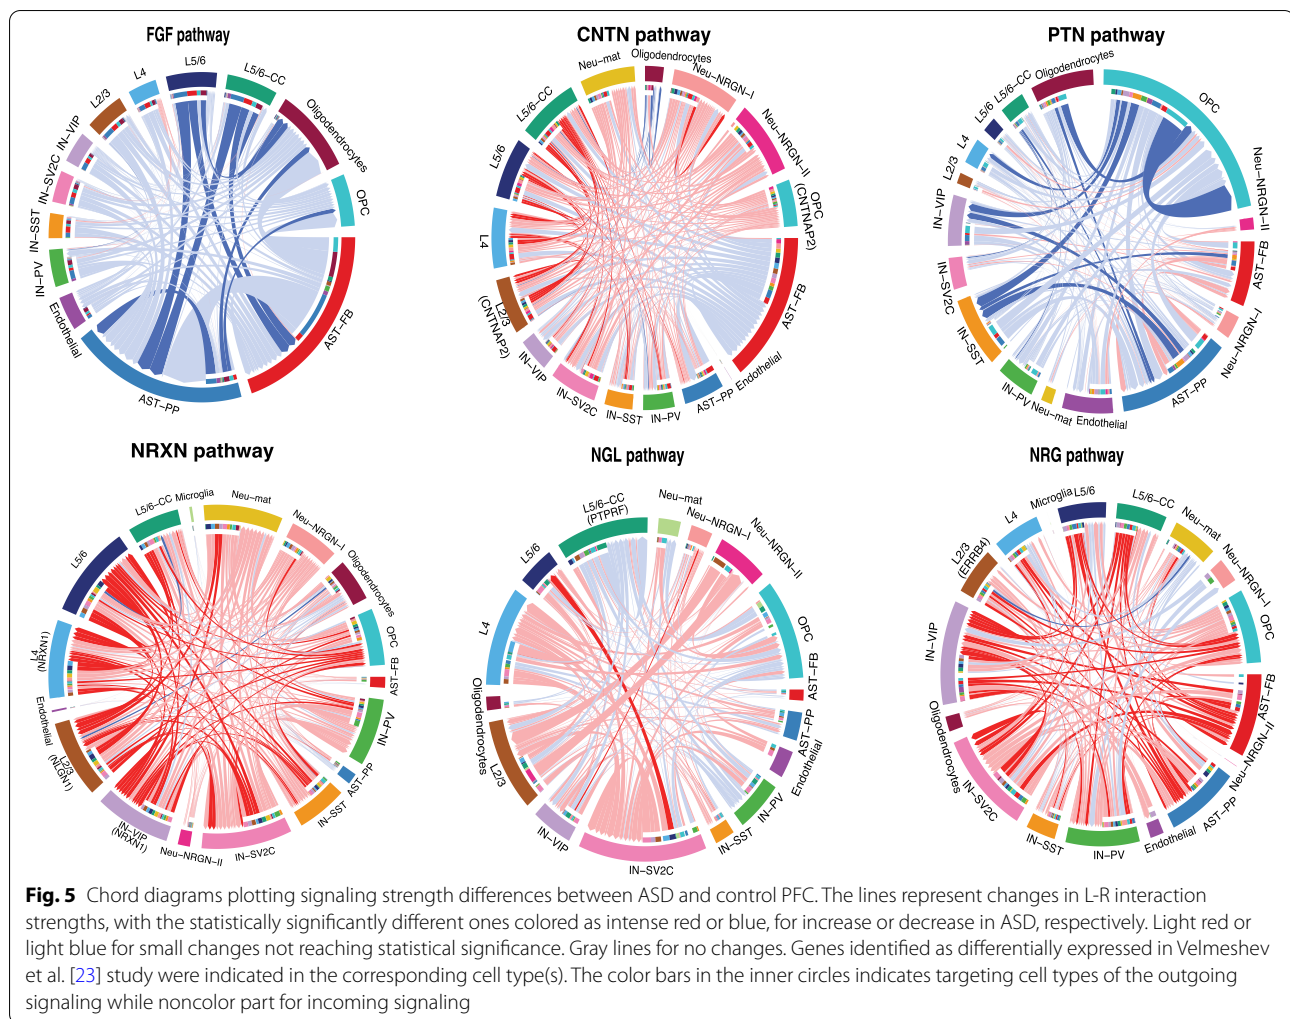 FGF pathway
L5/6
L5/6−CC
L4
L2/3
Oligodendrocytes
IN−VIP
IN−SV2C
OPC
IN−SST
IN−PV
Endothelial
AST−FB
AST−PP
CNTN pathway
Oligodendrocytes
Neu−mat
Neu−NRGN−I
L5/6−CC
Neu−NRGN−II
L5/6
OPC
(CNTNAP2)
L4
L2/3
(CNTNAP2)
AST−FB
IN−VIP
Endothelial
IN−SV2C
AST−PP
IN−SST
IN−PV
PTN pathway
Oligodendrocytes
L5/6−CC
OPC
L5/6
L4
L2/3
Neu−NRGN−II
IN−VIP
AST−FB
IN−SV2C
Neu−NRGN−I
IN−SST
AST−PP
IN−PV
Neu−mat
Endothelial
NRXN pathway
Microglia
Neu−mat
L5/6−CC
Neu−NRGN−I
L5/6
Oligodendrocytes
OPC
L4
(NRXN1)
AST−FB
Endothelial
IN−PV
L2/3
(NLGN1)
AST−PP
IN−VIP
(NRXN1)
IN−SST
Neu−NRGN−II
IN−SV2C
NGL pathway
L5/6−CC
(PTPRF)
Neu−mat
Neu−NRGN−I
Neu−NRGN−II
L5/6
OPC
L4
AST−FB
Oligodendrocytes
AST−PP
L2/3
Endothelial
IN−PV
IN−VIP
IN−SST
IN−SV2C
NRG pathway
Microglia
L5/6
L5/6−CC
L4
Neu−mat
L2/3
(ERRB4)
Neu−NRGN−I
OPC
IN−VIP
AST−FB
Oligodendrocytes
Neu−NRGN−II
IN−SV2C
AST−PP
IN−SST
Endothelial
IN−PV
Fig. 5 Chord diagrams plotting signaling strength differences between ASD and control PFC. The lines represent changes in L-R interaction
strengths, with the statistically significantly different ones colored as intense red or blue, for increase or decrease in ASD, respectively. Light red or
light blue for small changes not reaching statistical significance. Gray lines for no changes. Genes identified as differentially expressed in Velmeshev
et al. [23] study were indicated in the corresponding cell type(s). The color bars in the inner circles indicates targeting cell types of the outgoing
signaling while noncolor part for incoming signaling